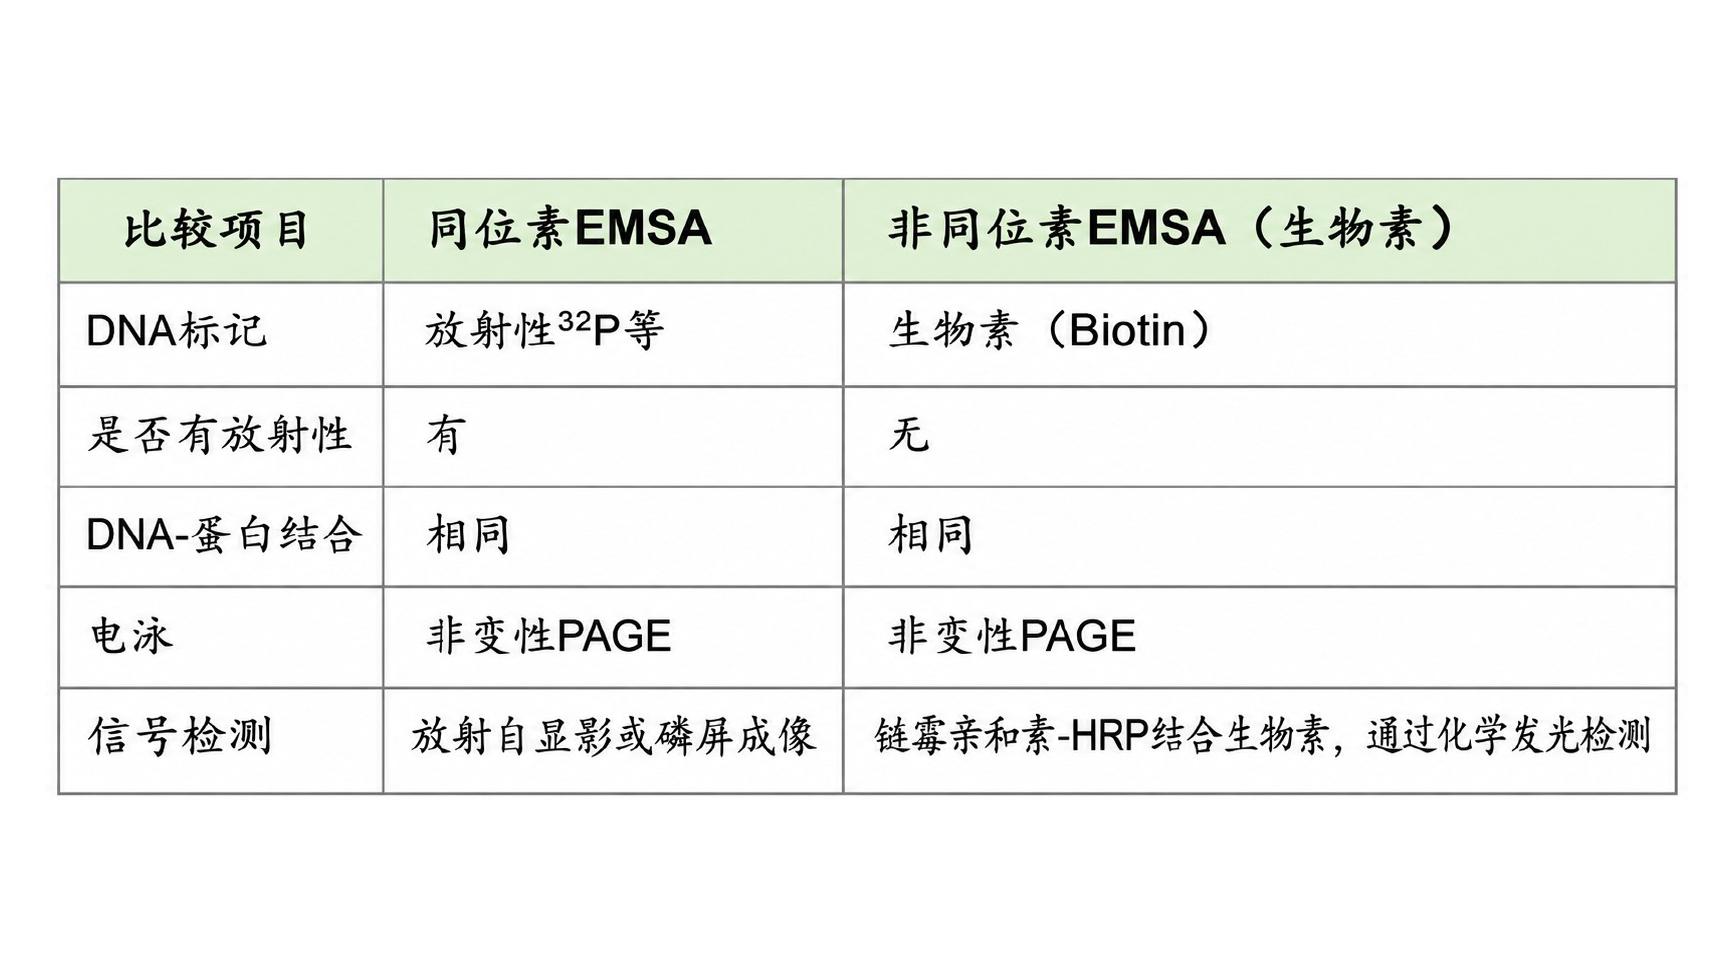 比较项目 同位素EMSA 非同位素EMSA（生物素）
DNA标记 放射性³²P等 生物素（Biotin）
是否有放射性 有 无
DNA-蛋白结合 相同 相同
电泳 非变性PAGE 非变性PAGE
信号检测 放射自显影或磷屏成像 链霉亲和素-HRP结合生物素，通过化学发光检测